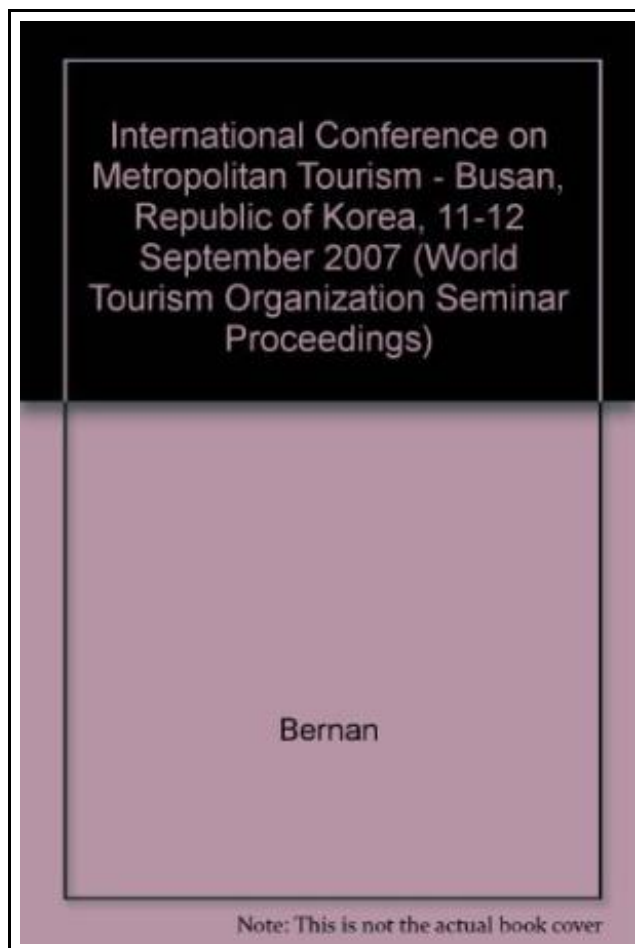 International Conference on
Metropolitan Tourism - Busan,
Republic of Korea, 11-12
September 2007 (World
Tourism Organization Seminar
Proceedings)
Bernan
Note: This is not the actual book cover